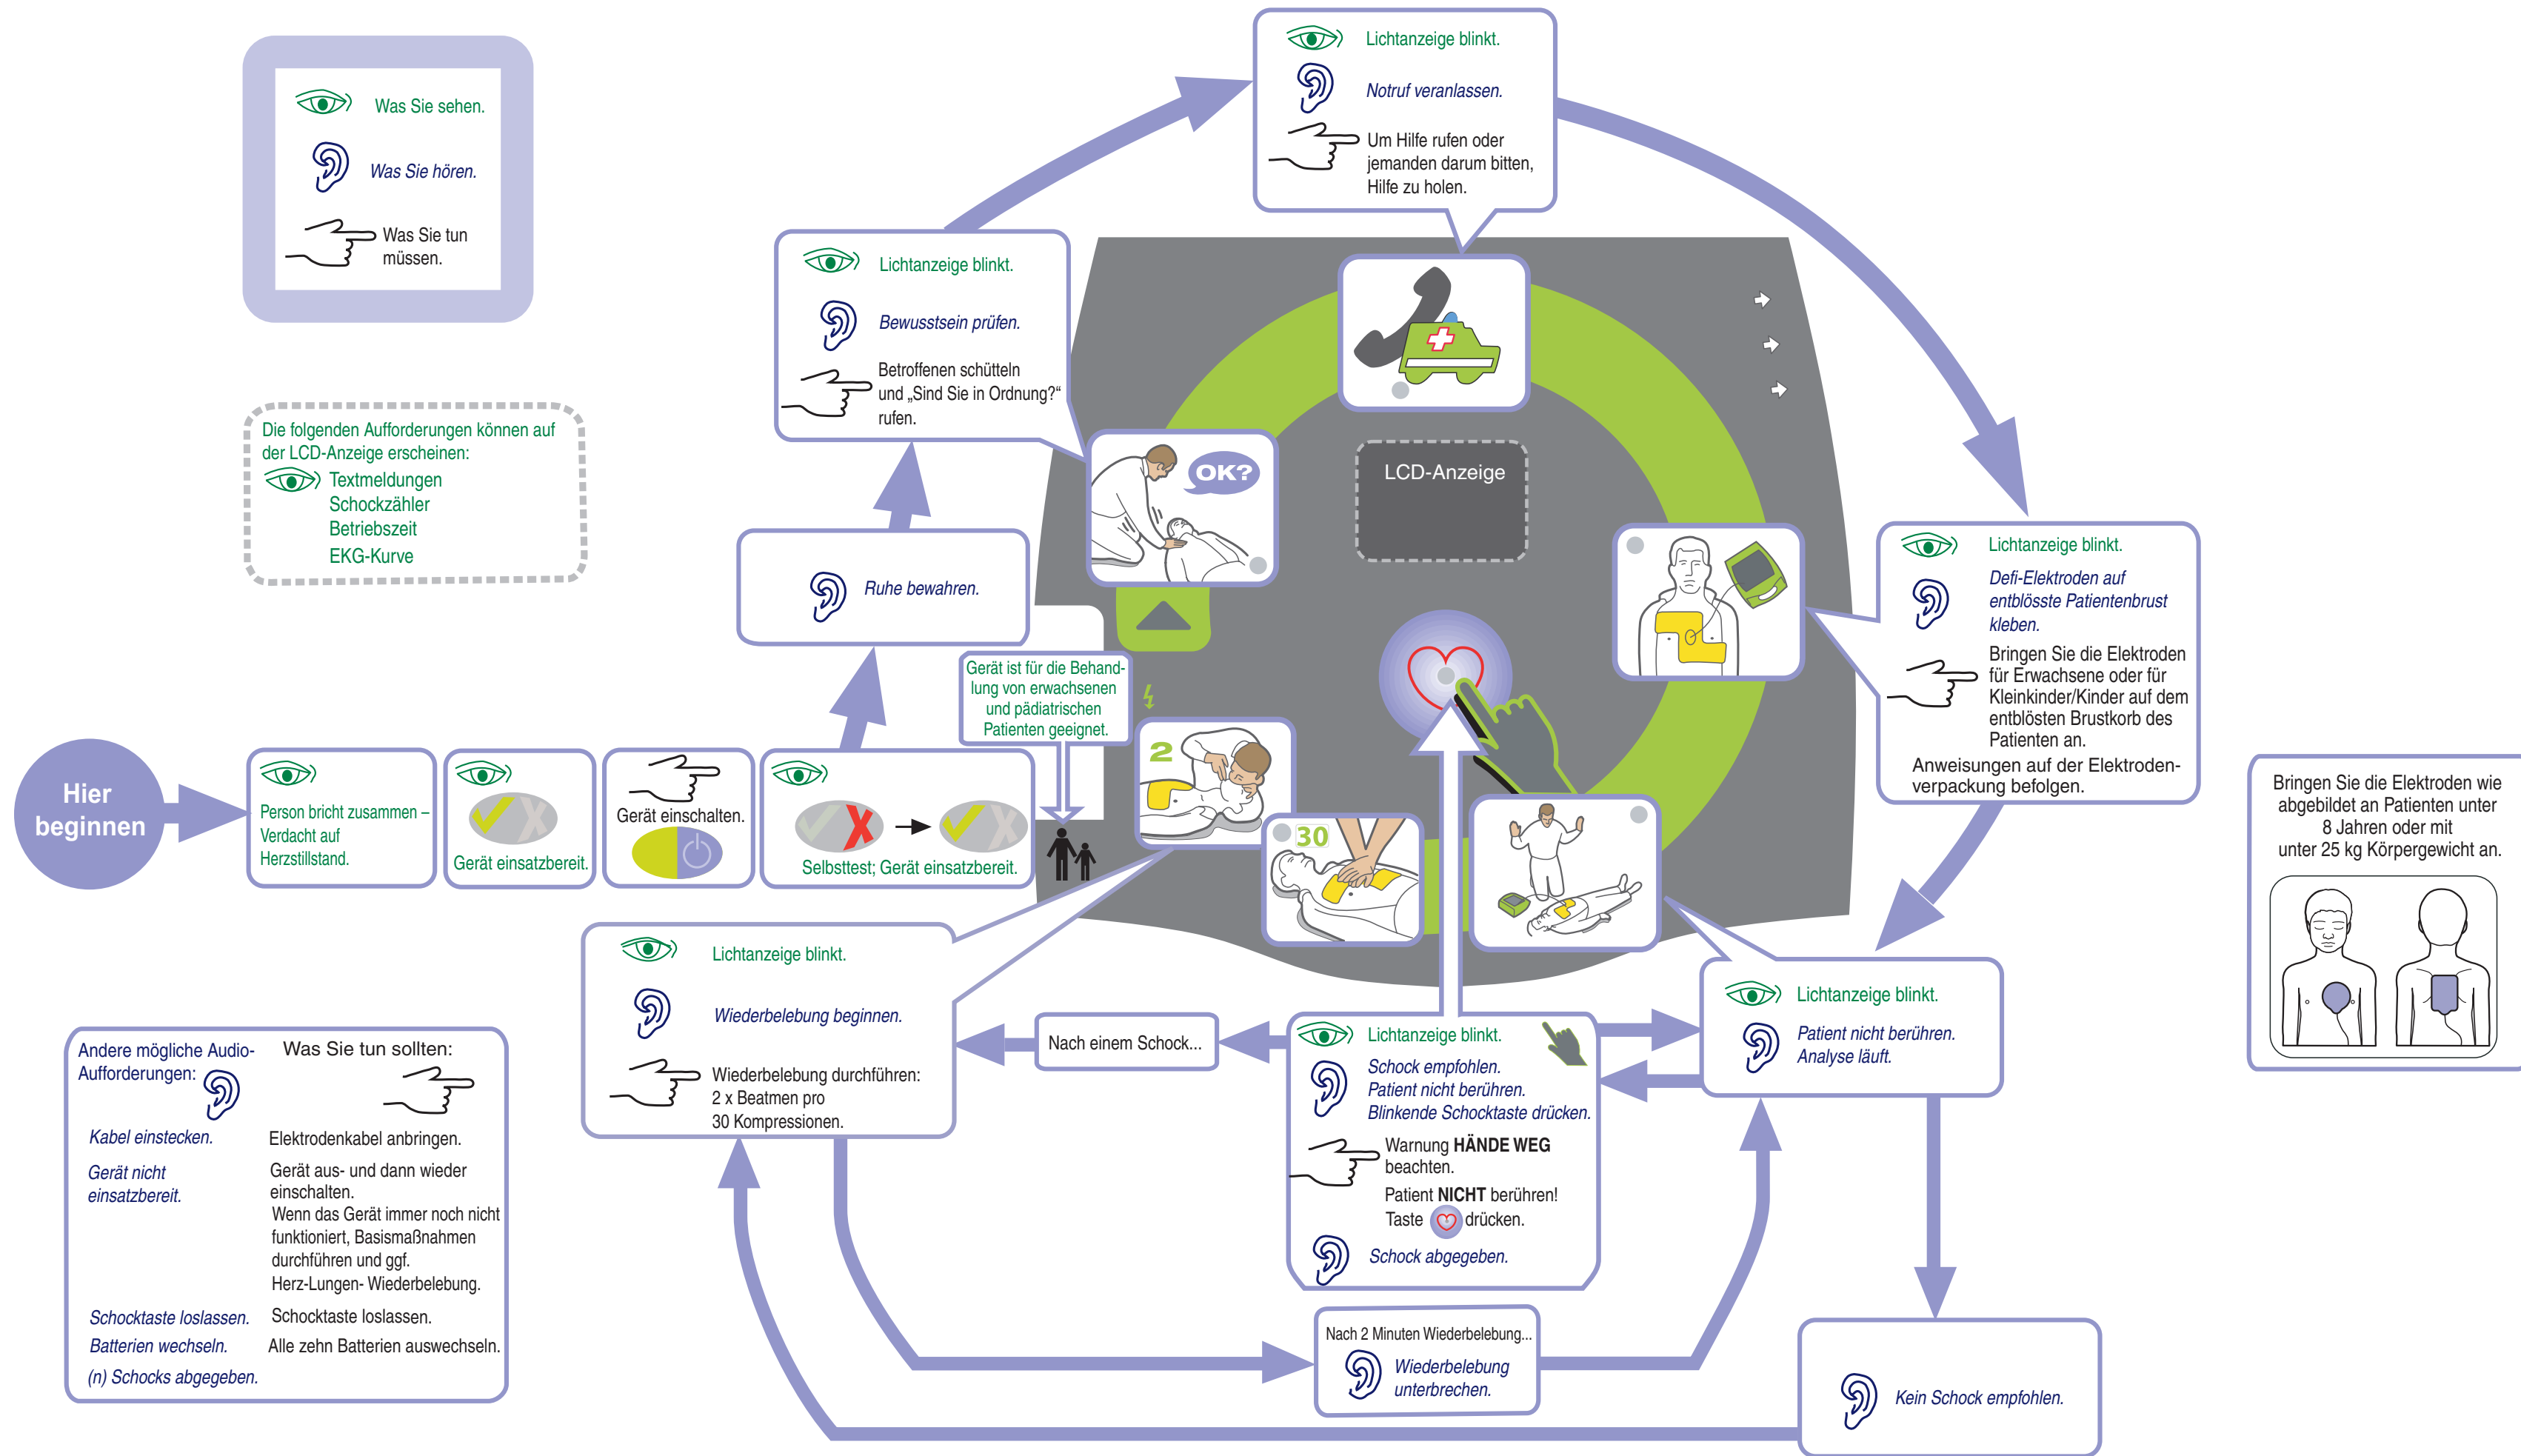 Was Sie sehen.
Was Sie hören.
Was Sie tun
müssen.
Die folgenden Aufforderungen können auf
der LCD-Anzeige erscheinen:
Textmeldungen
Schockzähler
Betriebszeit
EKG-Kurve
Hier
beginnen
Person bricht zusammen –
Verdacht auf
Herzstillstand.
Gerät einsatzbereit.
Gerät einschalten.
Selbsttest; Gerät einsatzbereit.
Gerät ist für die Behand-
lung von erwachsenen
und pädiatrischen
Patienten geeignet.
Ruhe bewahren.
Lichtanzeige blinkt.
Bewusstsein prüfen.
Betroffenen schütteln
und „Sind Sie in Ordnung?“
rufen.
Lichtanzeige blinkt.
Notruf veranlassen.
Um Hilfe rufen oder
jemanden darum bitten,
Hilfe zu holen.
OK?
LCD-Anzeige
2
30
Lichtanzeige blinkt.
Defi-Elektroden auf
entblösste Patientenbrust
kleben.
Bringen Sie die Elektroden
für Erwachsene oder für
Kleinkinder/Kinder auf dem
entblösten Brustkorb des
Patienten an.
Anweisungen auf der Elektroden-
verpackung befolgen.
Bringen Sie die Elektroden wie
abgebildet an Patienten unter
8 Jahren oder mit
unter 25 kg Körpergewicht an.
Lichtanzeige blinkt.
Patient nicht berühren.
Analyse läuft.
Lichtanzeige blinkt.
Schock empfohlen.
Patient nicht berühren.
Blinkende Schocktaste drücken.
Warnung HÄNDE WEG
beachten.
Patient NICHT berühren!
Taste drücken.
Schock abgegeben.
Nach einem Schock...
Lichtanzeige blinkt.
Wiederbelebung beginnen.
Wiederbelebung durchführen:
2 x Beatmen pro
30 Kompressionen.
Nach 2 Minuten Wiederbelebung...
Wiederbelebung
unterbrechen.
Kein Schock empfohlen.
Andere mögliche Audio-
Aufforderungen:
Was Sie tun sollten:
Kabel einstecken.
Elektrodenkabel anbringen.
Gerät nicht
einsatzbereit.
Gerät aus- und dann wieder
einschalten.
Wenn das Gerät immer noch nicht
funktioniert, Basismaßnahmen
durchführen und ggf.
Herz-Lungen- Wiederbelebung.
Schocktaste loslassen.
Schocktaste loslassen.
Batterien wechseln.
Alle zehn Batterien auswechseln.
(n) Schocks abgegeben.